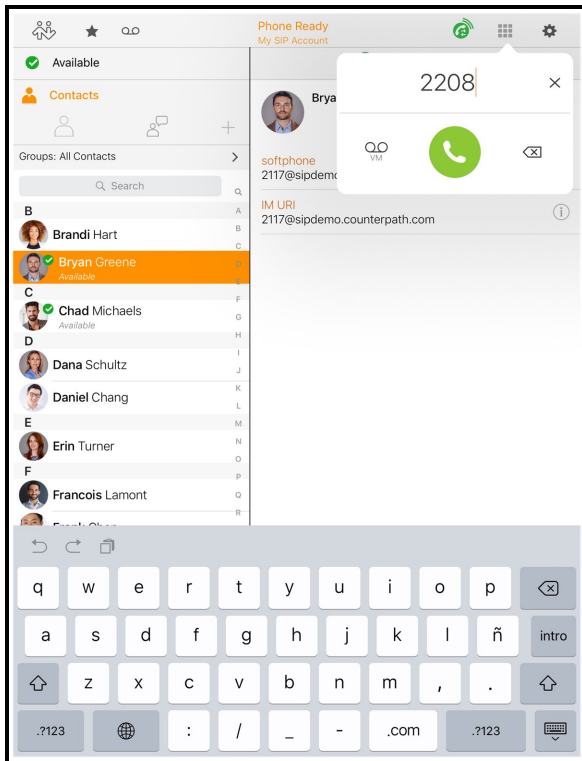 Phone Ready
My SIP Account
Available
2208
Contacts
Brya
VM
Groups: All Contacts
softphone
2117@sipdemo
Search
IM URI
2117@sipdemo.counterpath.com
B
Brandi Hart
Bryan Greene
Available
C
Chad Michaels
Available
D
Dana Schultz
Daniel Chang
E
Erin Turner
F
Francois Lamont
A
B
C
D
E
F
G
H
I
J
K
L
M
N
O
P
Q
R
q w e r t y u i o p
a s d f g h j k l ñ intro
z x c v b n m , .
.?123 : / _ - .com .?123